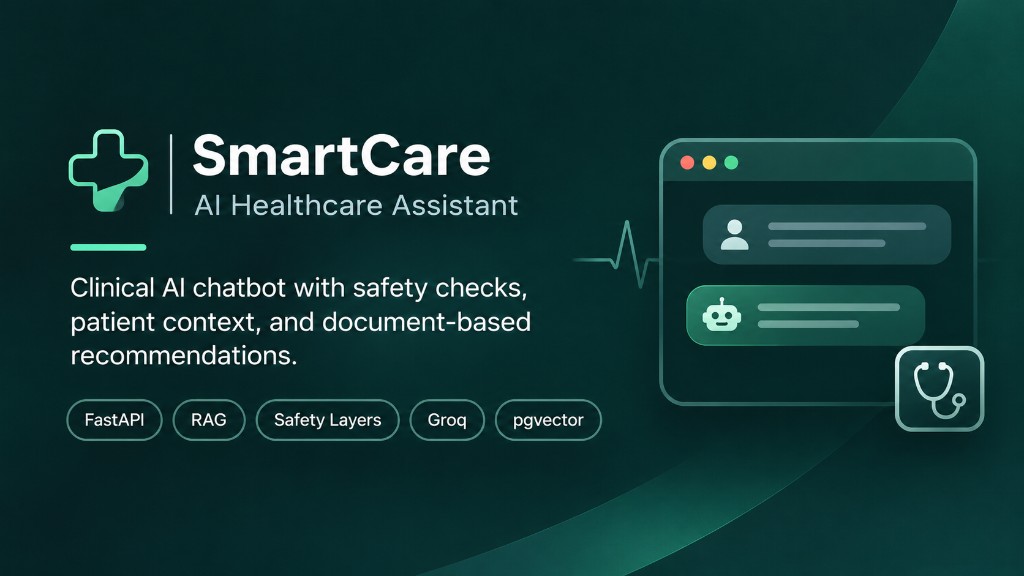 SmartCare
AI Healthcare Assistant
Clinical AI chatbot with safety checks,
patient context, and document-based
recommendations.
FastAPI RAG Safety Layers Groq pgvector